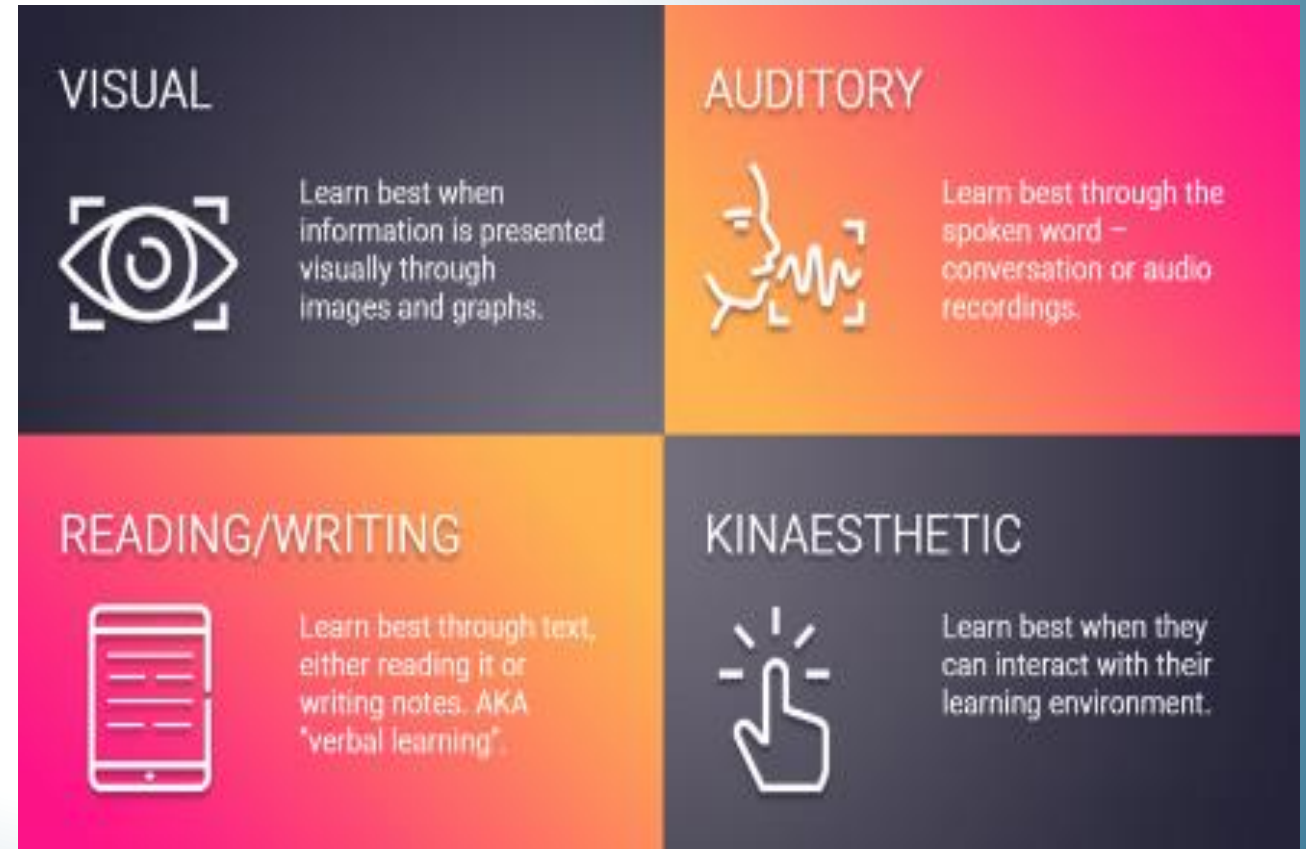 VISUAL
Learn best when
information is presented
visually through
images and graphs.
AUDITORY
Learn best through the
spoken word –
conversation or audio
recordings.
READING/WRITING
Learn best through text,
either reading it or
writing notes. AKA
"verbal learning".
KINAESTHETIC
Learn best when they
can interact with their
learning environment.